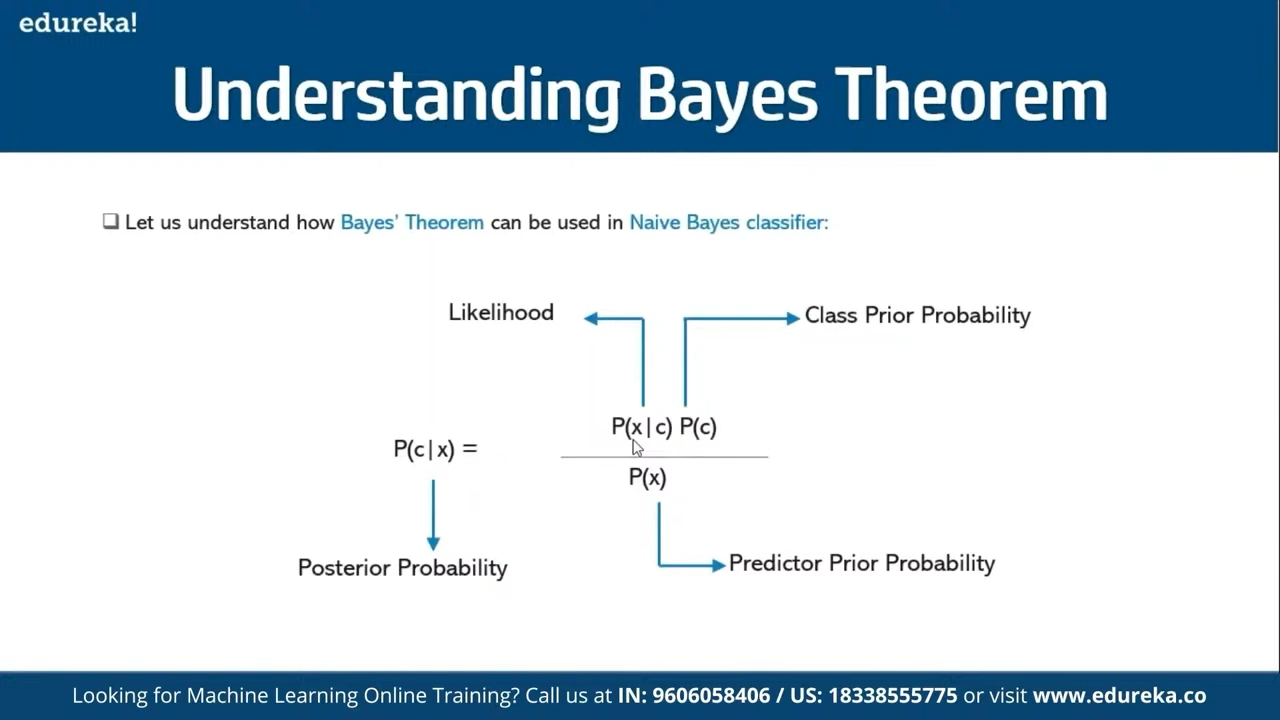 edureka!
Understanding Bayes Theorem
❑ Let us understand how Bayes' Theorem can be used in Naive Bayes classifier:
Likelihood
Class Prior Probability
P(x|c) P(c)
P(c|x) =
P(x)
Posterior Probability
Predictor Prior Probability
Looking for Machine Learning Online Training? Call us at IN: 9606058406 / US: 18338555775 or visit www.edureka.co